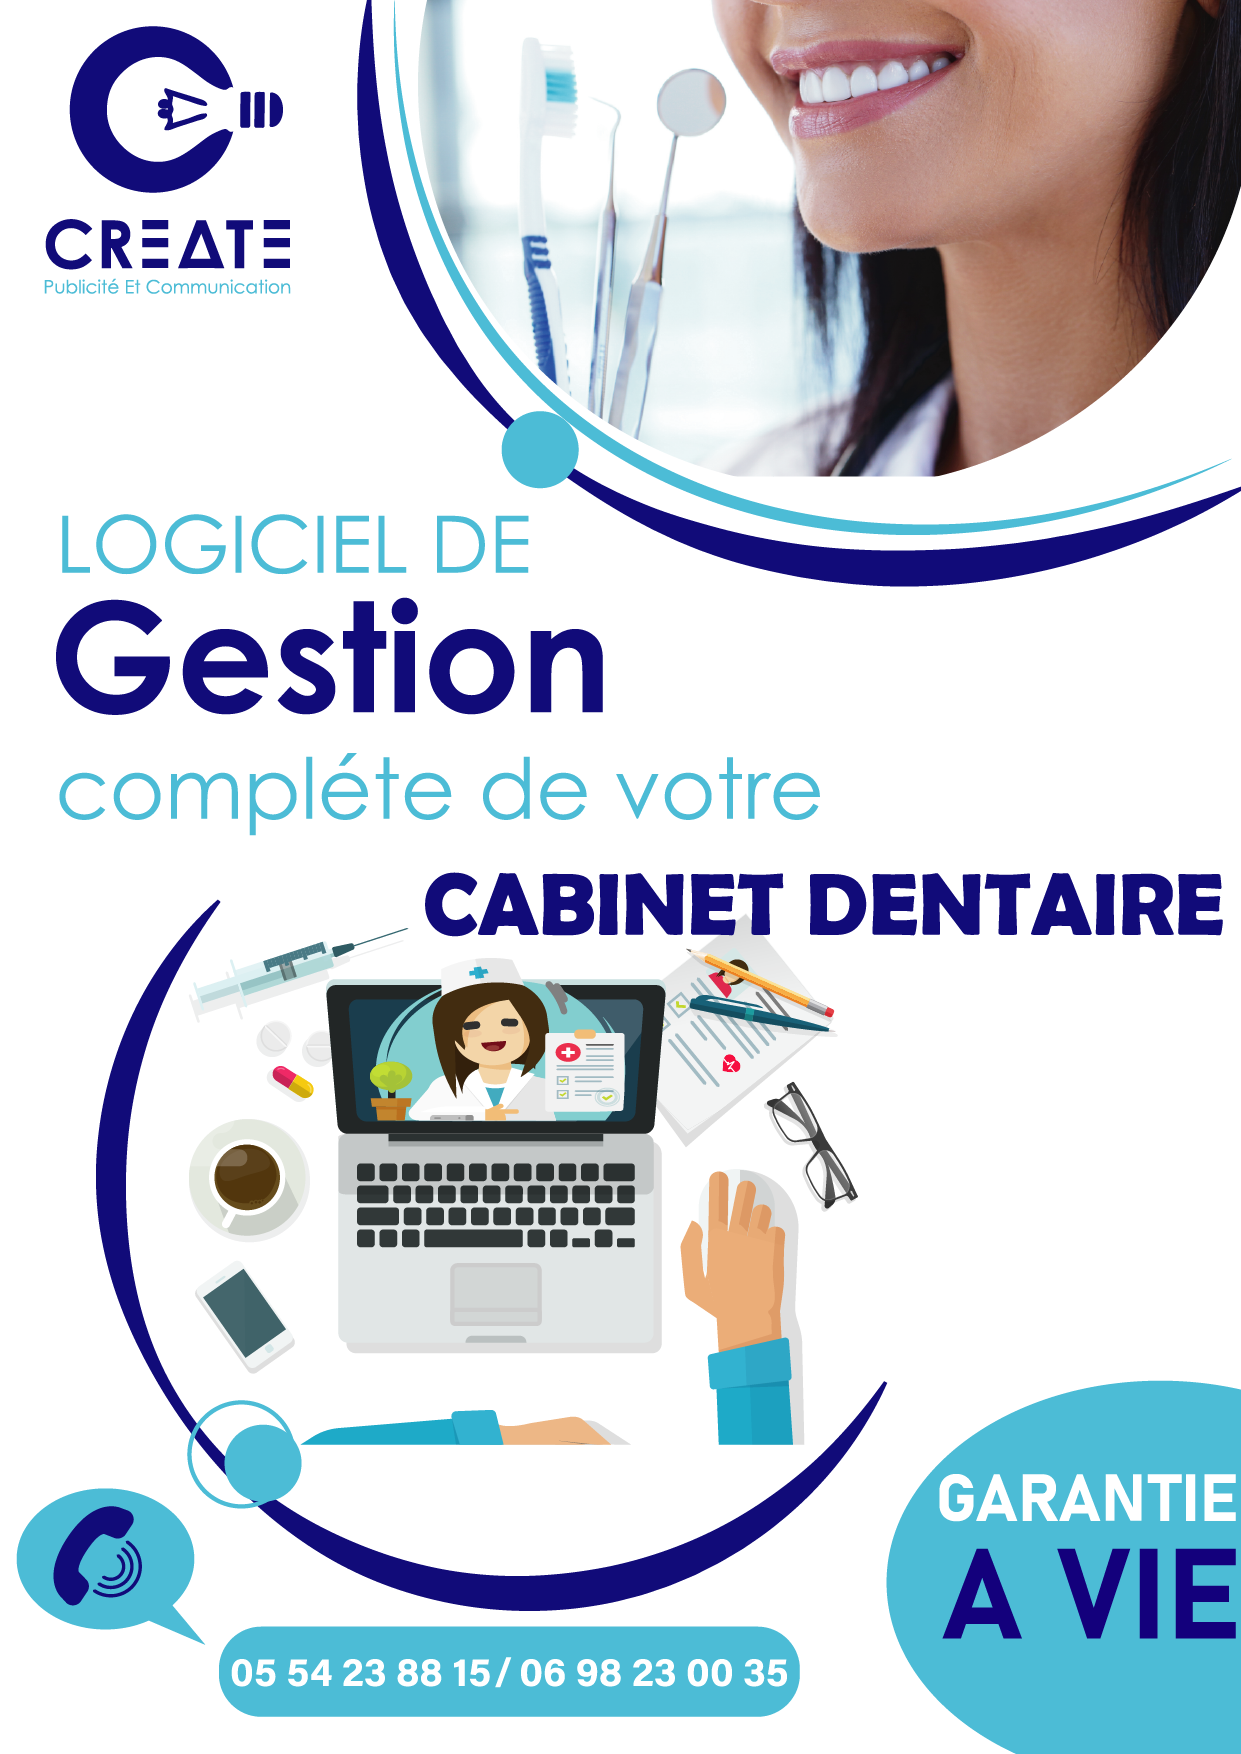 CREATE
Publicité Et Communication
LOGICIEL DE
Gestion
compléte de votre
CABINET DENTAIRE
GARANTIE
A VIE
05 54 23 88 15/ 06 98 23 00 35